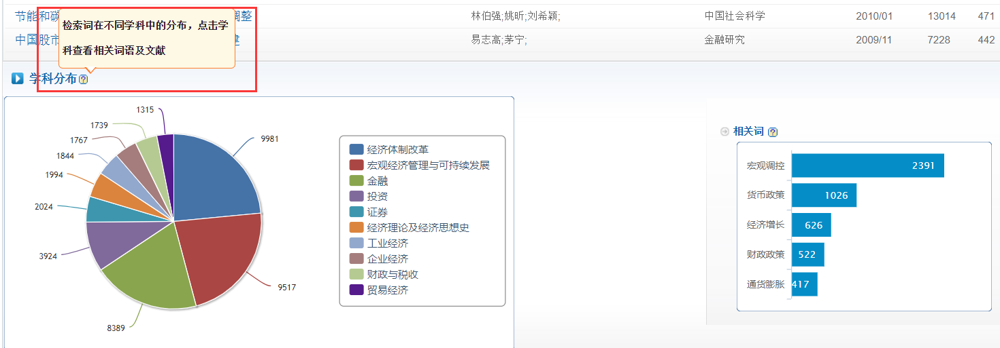 节能和碳 调整 林伯强;姚昕;刘希颖; 中国社会科学 2010/01 13014 471
检索词在不同学科中的分布，点击学
中国股市 建 易志高;茅宁; 金融研究 2009/11 7228 442
科查看相关词语及文献
学科分布?
1315
1739
1767
1844
1994
2024
3924
8389
9517
9981
经济体制改革
宏观经济管理与可持续发展
金融
投资
证券
经济理论及经济思想史
工业经济
企业经济
财政与税收
贸易经济
相关词 ?
宏观调控 2391
货币政策 1026
经济增长 626
财政政策 522
通货膨胀 417